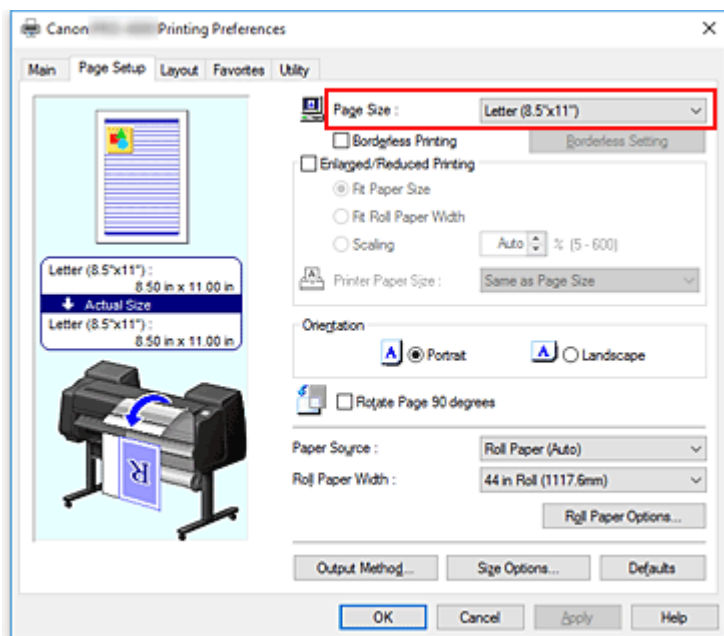 Canon Printing Preferences
Main Page Setup Layout Favorites Utility
Page Size : Letter (8.5"x11")
Borderless Printing Borderless Setting
Enlarged/Reduced Printing
Fit Paper Size
Fit Roll Paper Width
Scaling Auto % (5 - 600)
Printer Paper Size : Same as Page Size
Letter (8.5"x11") :
8.50 in x 11.00 in
Actual Size
Letter (8.5"x11") :
8.50 in x 11.00 in
Orientation
A Portrait A Landscape
Rotate Page 90 degrees
R
Paper Source : Roll Paper (Auto)
Roll Paper Width : 44 in Roll (1117.6mm)
Roll Paper Options...
Output Method... Size Options... Defaults
OK Cancel Apply Help